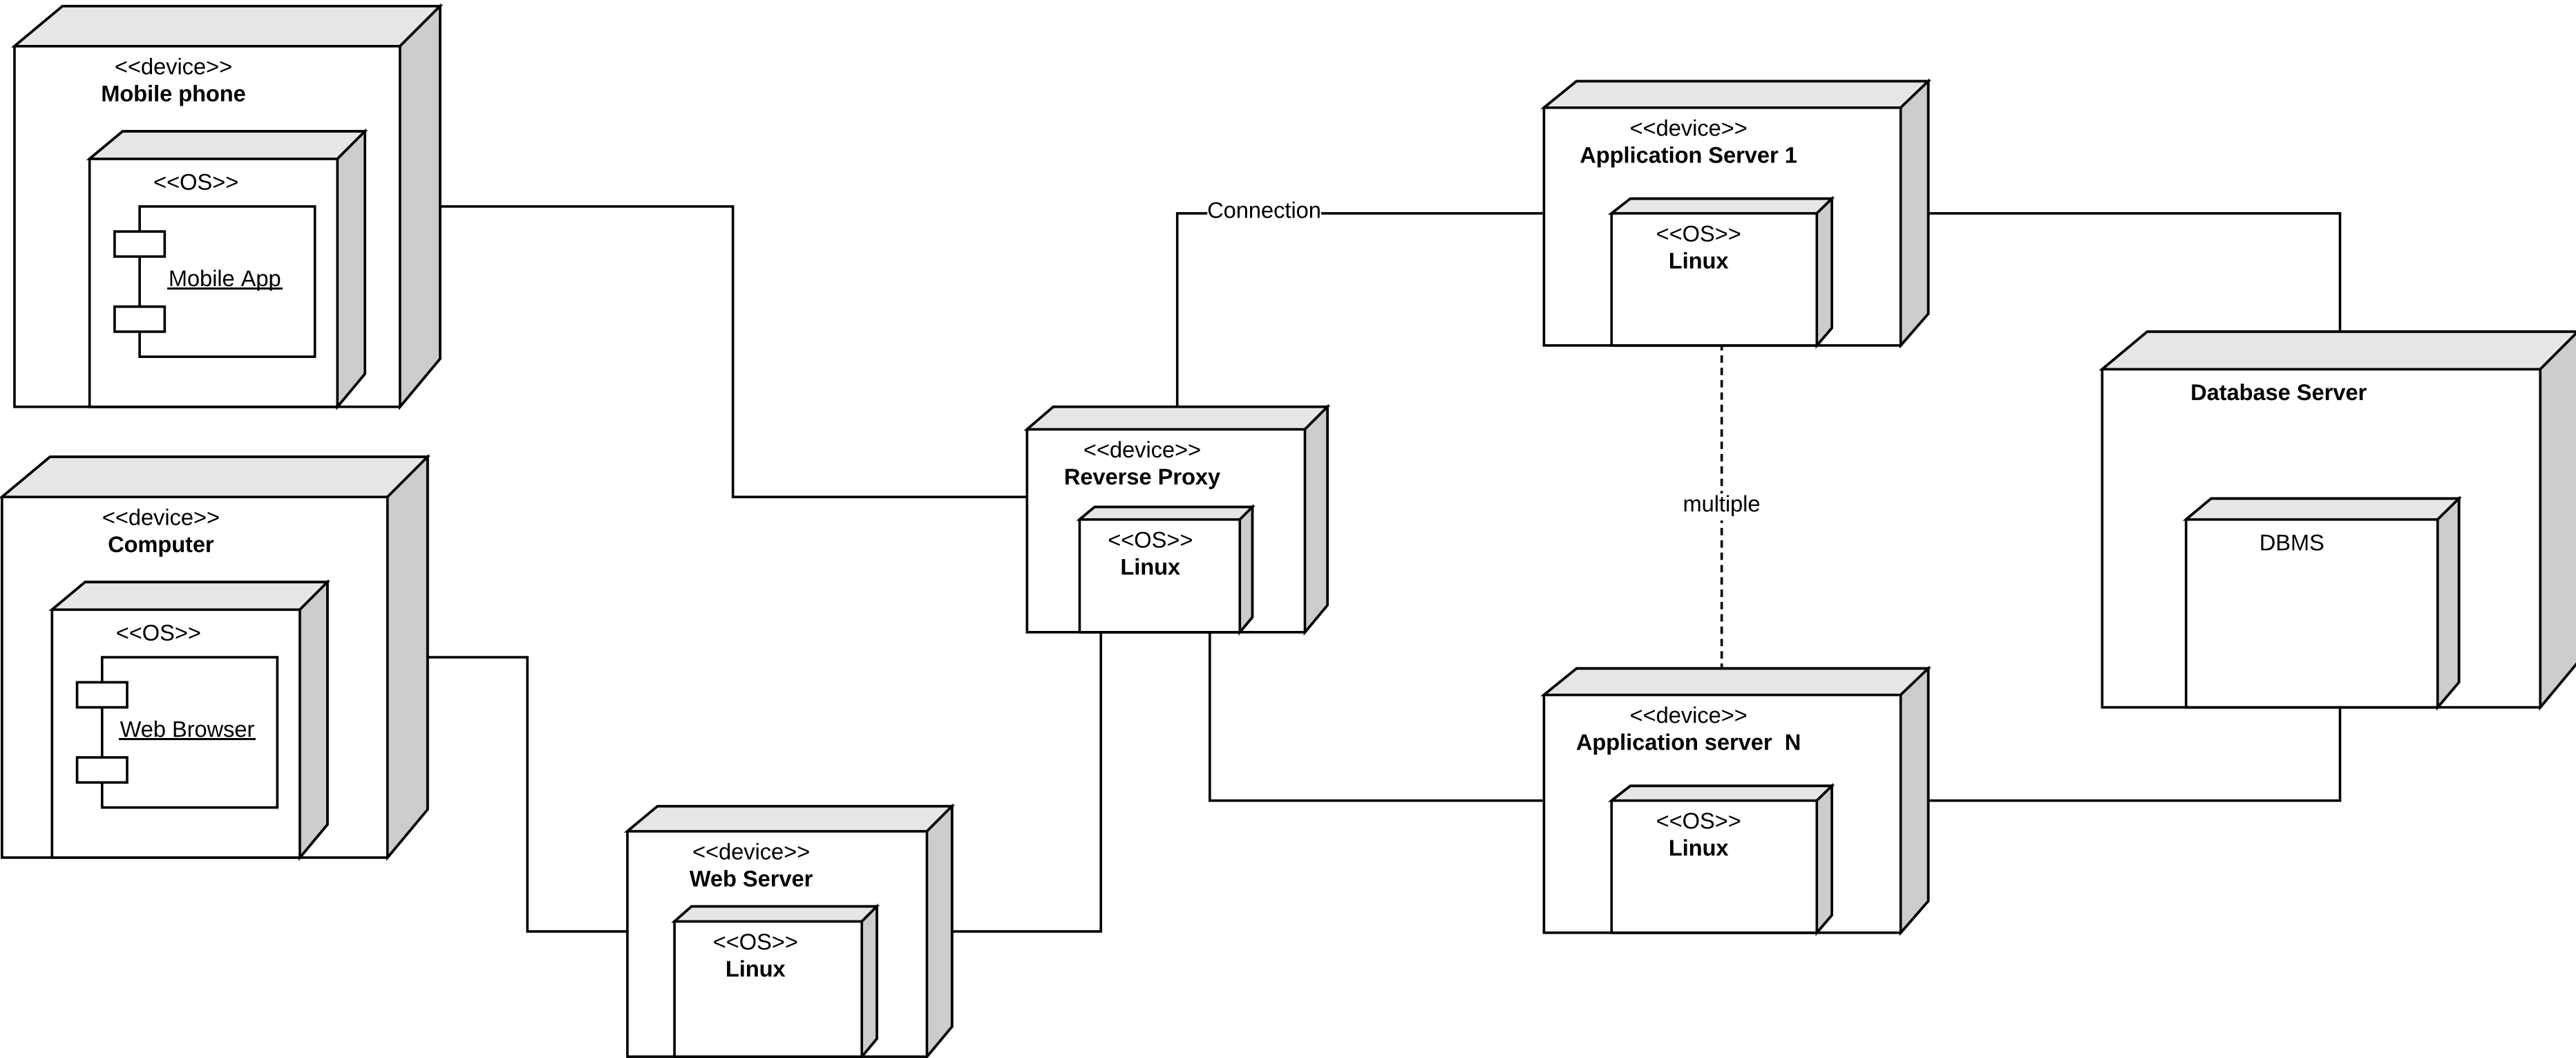 <<device>>
Mobile phone
<<OS>>
Mobile App
<<device>>
Computer
<<OS>>
Web Browser
<<device>>
Web Server
<<OS>>
Linux
<<device>>
Reverse Proxy
<<OS>>
Linux
Connection
<<device>>
Application Server 1
<<OS>>
Linux
multiple
<<device>>
Application server  N
<<OS>>
Linux
Database Server
DBMS